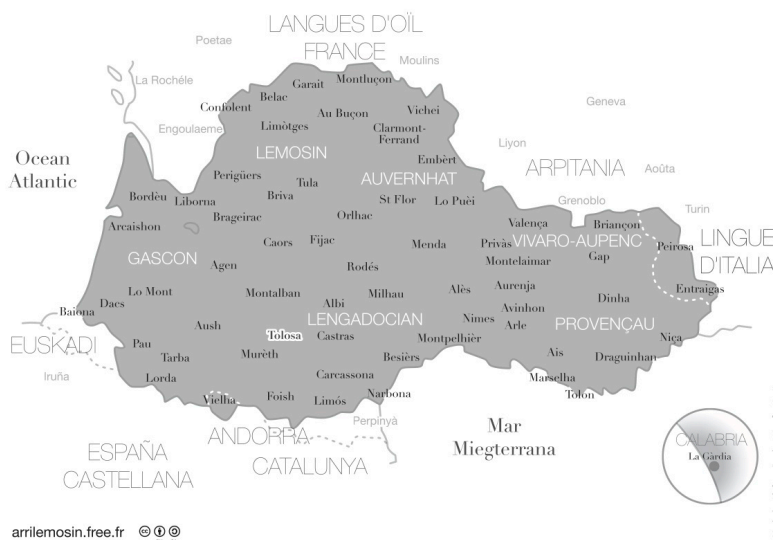 LANGUES D'OÏL
FRANCE
Poetae
Moulins
La Rochéle
Garait
Montluçon
Belac
Confolent
Au Buçon
Vichei
Geneva
Engoulaeme
Limòtges
Clarmont-
Ferrand
Liyon
Ocean
Atlantic
LEMOSIN
Embèrt
ARPITANIA
Aoûta
Perigüers
Tula
AUVERNHAT
Bordèu
Liborna
Briva
St Flor
Lo Puèi
Grenoblo
Turin
Arcaishon
Brageirac
Orlhac
Valença
Briançon
LINGUE
D'ITALIA
Caors
Fijac
Menda
Privàs
VIVARO-AUPENC
Peirosa
GASCON
Agen
Rodés
Montelaimar
Gap
Lo Mont
Montalban
Albi
Milhau
Alès
Aurenja
Dinha
Entraigas
Baiona
Dacs
Aush
Tolosa
LENGADOCIAN
Castras
Nimes
Avinhon
Arle
PROVENÇAU
EUSKADI
Pau
Tarba
Murèth
Besièrs
Montpelhièr
Ais
Draguinhan
Niça
Iruña
Lorda
Carcassona
Marselha
Vielha
Foish
Limós
Narbona
Tolon
Perpinyà
ANDORRA
Mar
Miegterrana
ESPAÑA
CASTELLANA
CATALUNYA
CALABRIA
La Gàrdia
arrilemosin.free.fr